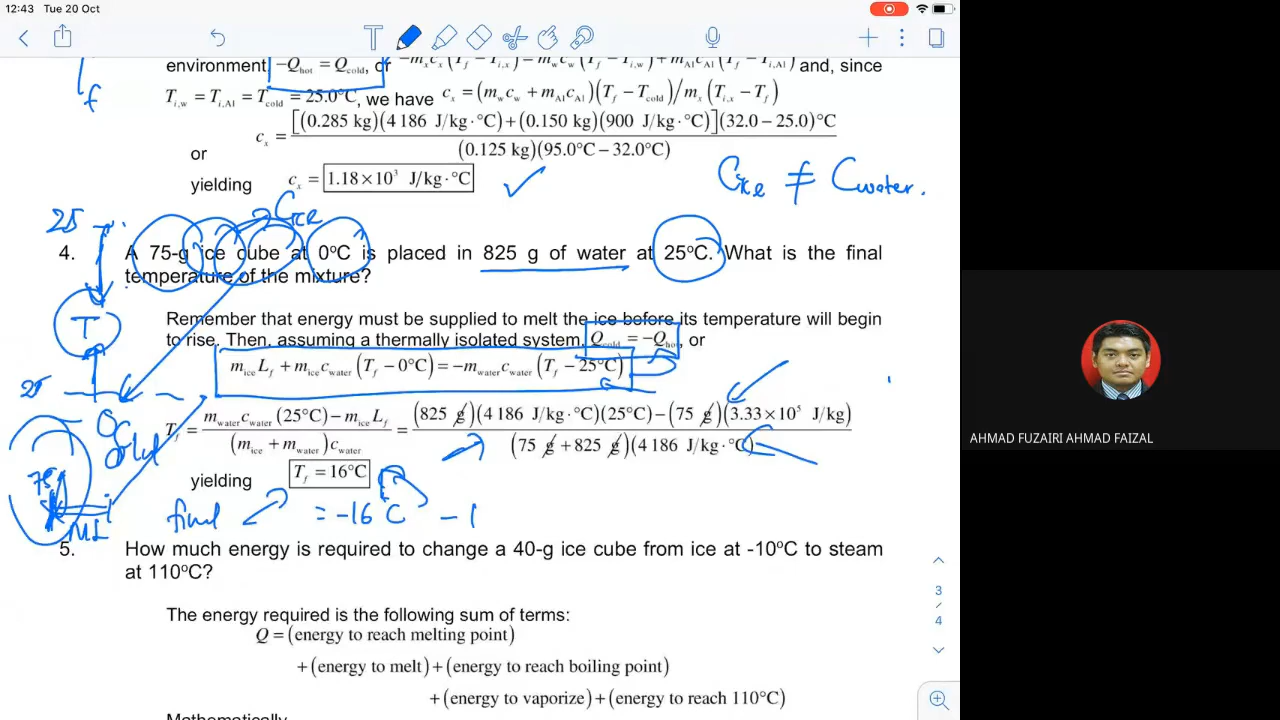 12:43 Tue 20 Oct
f
environment, −Q_hot = Q_cold, or −m_x c_x (T_f − T_i,x) = m_w c_w (T_f − T_i,w) + m_Al c_Al (T_f − T_i,Al) and, since
T_i,w = T_i,Al = T_cold = 25.0°C, we have c_x = (m_w c_w + m_Al c_Al)(T_f − T_cold)/m_x (T_i,x − T_f)
or c_x = [(0.285 kg)(4 186 J/kg·°C)+(0.150 kg)(900 J/kg·°C)](32.0−25.0)°C / (0.125 kg)(95.0°C−32.0°C)
yielding c_x = 1.18×10³ J/kg·°C ✓
C_ice ≠ C_water.
25
C_ice
4. A 75-g ice cube at 0°C is placed in 825 g of water at 25°C. What is the final
temperature of the mixture?
T
Remember that energy must be supplied to melt the ice before its temperature will begin
to rise. Then, assuming a thermally isolated system, Q_cold = −Q_hot, or
m_ice L_f + m_ice c_water (T_f − 0°C) = −m_water c_water (T_f − 25°C)
25
T_f = m_water c_water (25°C) − m_ice L_f / (m_ice + m_water) c_water = (825 g)(4 186 J/kg·°C)(25°C) − (75 g)(3.33×10⁵ J/kg) / (75 g + 825 g)(4 186 J/kg·°C)
yielding T_f = 16°C
75
ML
final = -16 C - 1
5. How much energy is required to change a 40-g ice cube from ice at -10°C to steam
at 110°C?
The energy required is the following sum of terms:
Q = (energy to reach melting point)
+(energy to melt)+(energy to reach boiling point)
+(energy to vaporize)+(energy to reach 110°C)
Mathematically
3
4
AHMAD FUZAIRI AHMAD FAIZAL